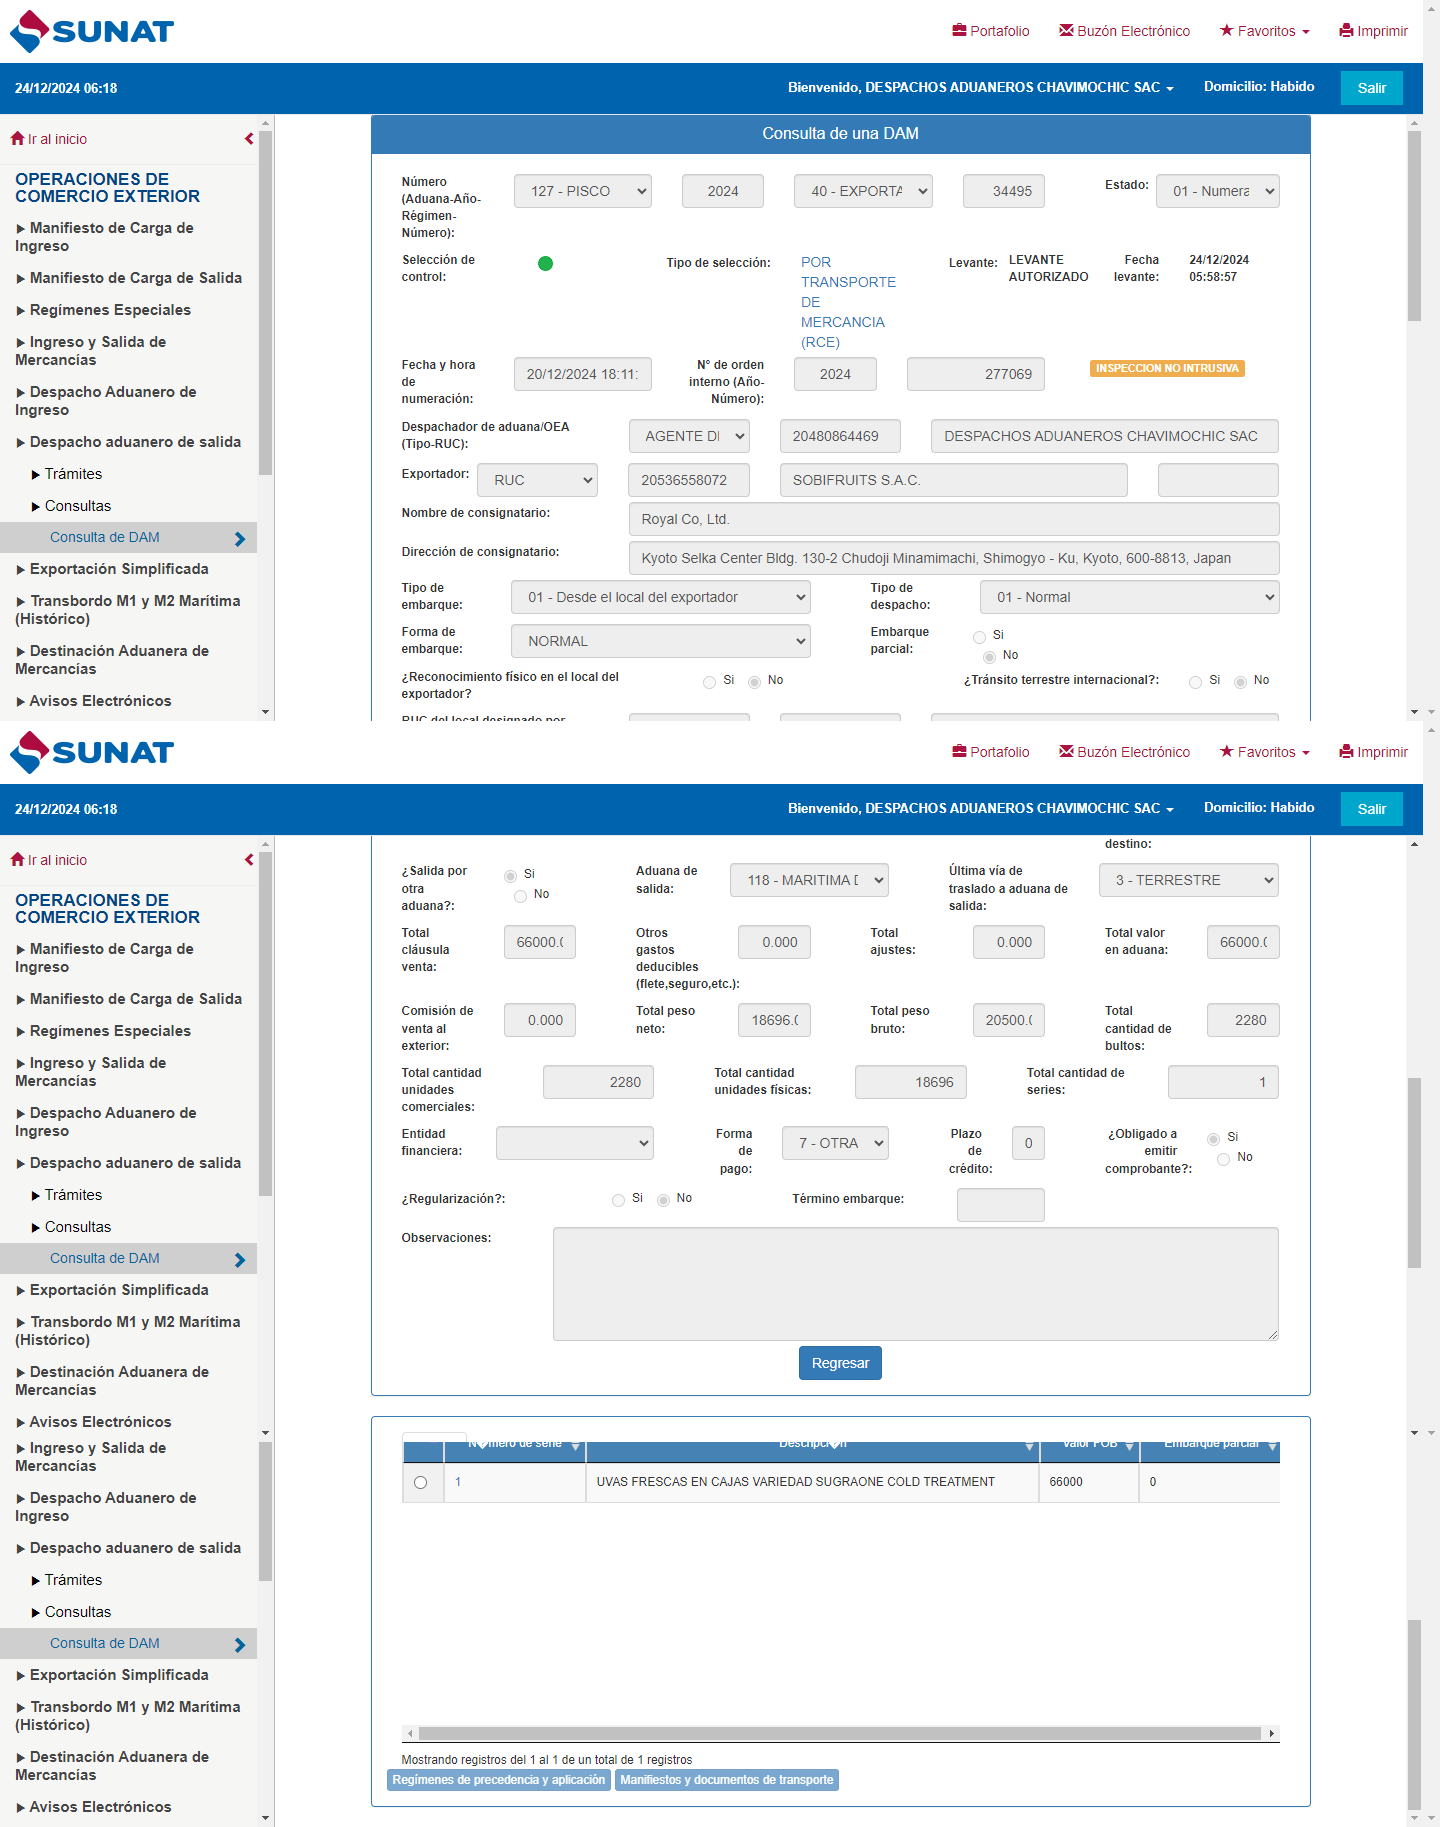 SUNAT
Portafolio Buzón Electrónico Favoritos Imprimir
24/12/2024 06:18 Bienvenido, DESPACHOS ADUANEROS CHAVIMOCHIC SAC Domicilio: Habido Salir
Ir al inicio
OPERACIONES DE
COMERCIO EXTERIOR
Manifiesto de Carga de
Ingreso
Manifiesto de Carga de Salida
Regímenes Especiales
Ingreso y Salida de
Mercancías
Despacho Aduanero de
Ingreso
Despacho aduanero de salida
Trámites
Consultas
Consulta de DAM
Exportación Simplificada
Transbordo M1 y M2 Marítima
(Histórico)
Destinación Aduanera de
Mercancías
Avisos Electrónicos
Consulta de una DAM
Número
(Aduana-Año-
Régimen-
Número):
127 - PISCO 2024 40 - EXPORTA 34495 Estado: 01 - Numera
Selección de
control:
Tipo de selección:
POR
TRANSPORTE
DE
MERCANCIA
(RCE)
Levante: LEVANTE
AUTORIZADO
Fecha
levante:
24/12/2024
05:58:57
Fecha y hora
de
numeración:
20/12/2024 18:11:
N° de orden
interno (Año-
Número):
2024 277069 INSPECCION NO INTRUSIVA
Despachador de aduana/OEA
(Tipo-RUC):
AGENTE DI 20480864469 DESPACHOS ADUANEROS CHAVIMOCHIC SAC
Exportador: RUC 20536558072 SOBIFRUITS S.A.C.
Nombre de consignatario: Royal Co, Ltd.
Dirección de consignatario: Kyoto Selka Center Bldg. 130-2 Chudoji Minamimachi, Shimogyo - Ku, Kyoto, 600-8813, Japan
Tipo de
embarque:
01 - Desde el local del exportador
Tipo de
despacho:
01 - Normal
Forma de
embarque:
NORMAL
Embarque
parcial:
Si
No
¿Reconocimiento físico en el local del
exportador?
Si No
¿Tránsito terrestre internacional?: Si No
RUC del local designado por
SUNAT
Portafolio Buzón Electrónico Favoritos Imprimir
24/12/2024 06:18 Bienvenido, DESPACHOS ADUANEROS CHAVIMOCHIC SAC Domicilio: Habido Salir
Ir al inicio
OPERACIONES DE
COMERCIO EXTERIOR
Manifiesto de Carga de
Ingreso
Manifiesto de Carga de Salida
Regímenes Especiales
Ingreso y Salida de
Mercancías
Despacho Aduanero de
Ingreso
Despacho aduanero de salida
Trámites
Consultas
Consulta de DAM
Exportación Simplificada
Transbordo M1 y M2 Marítima
(Histórico)
Destinación Aduanera de
Mercancías
Avisos Electrónicos
destino:
¿Salida por
otra
aduana?:
Si
No
Aduana de
salida:
118 - MARITIMA D
Última vía de
traslado a aduana de
salida:
3 - TERRESTRE
Total
cláusula
venta:
66000.0
Otros
gastos
deducibles
(flete,seguro,etc.):
0.000
Total
ajustes:
0.000
Total valor
en aduana:
66000.0
Comisión de
venta al
exterior:
0.000
Total peso
neto:
18696.0
Total peso
bruto:
20500.0
Total
cantidad de
bultos:
2280
Total cantidad
unidades
comerciales:
2280
Total cantidad
unidades físicas:
18696
Total cantidad de
series:
1
Entidad
financiera:
Forma
de
pago:
7 - OTRA
Plazo
de
crédito:
0
¿Obligado a
emitir
comprobante?:
Si
No
¿Regularización?: Si No
Término embarque:
Observaciones:
Regresar
Ingreso y Salida de
Mercancías
Despacho Aduanero de
Ingreso
Despacho aduanero de salida
Trámites
Consultas
Consulta de DAM
Exportación Simplificada
Transbordo M1 y M2 Marítima
(Histórico)
Destinación Aduanera de
Mercancías
Avisos Electrónicos
N�mero de serie Descripci�n Valor FOB Embarque parcial
1 UVAS FRESCAS EN CAJAS VARIEDAD SUGRAONE COLD TREATMENT 66000 0
Mostrando registros del 1 al 1 de un total de 1 registros
Regímenes de precedencia y aplicación Manifiestos y documentos de transporte